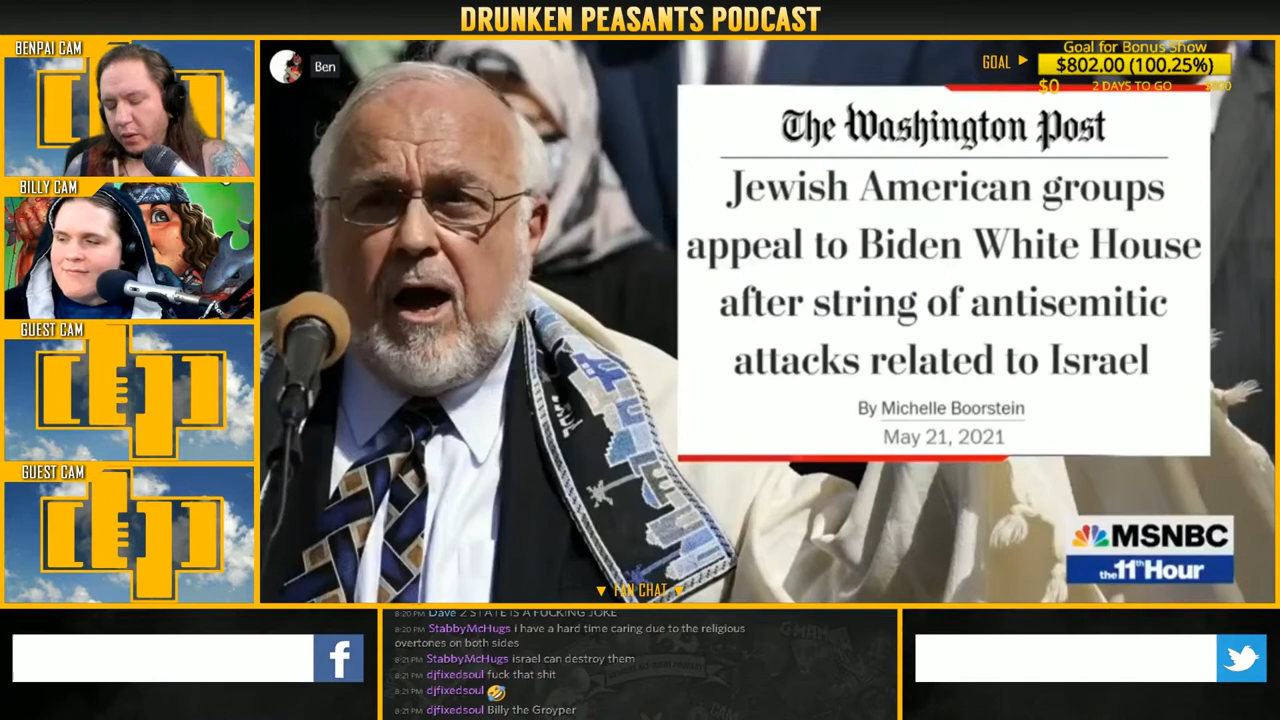 DRUNKEN PEASANTS PODCAST
BENPAI CAM
BILLY CAM
GUEST CAM
GUEST CAM
Ben
GOAL ▶
Goal for Bonus Show
$802.00 (100.25%)
$0
2 DAYS TO GO
The Washington Post
Jewish American groups
appeal to Biden White House
after string of antisemitic
attacks related to Israel
By Michelle Boorstein
May 21, 2021
MSNBC
the 11th Hour
▼ FAN CHAT ▼
8:20 PM Dave 2 STATE IS A FUCKING JOKE
8:20 PM StabbyMcHugs i have a hard time caring due to the religious
overtones on both sides
8:21 PM StabbyMcHugs israel can destroy them
8:21 PM djfixedsoul fuck that shit
8:21 PM djfixedsoul 🤣
8:21 PM djfixedsoul Billy the Groyper